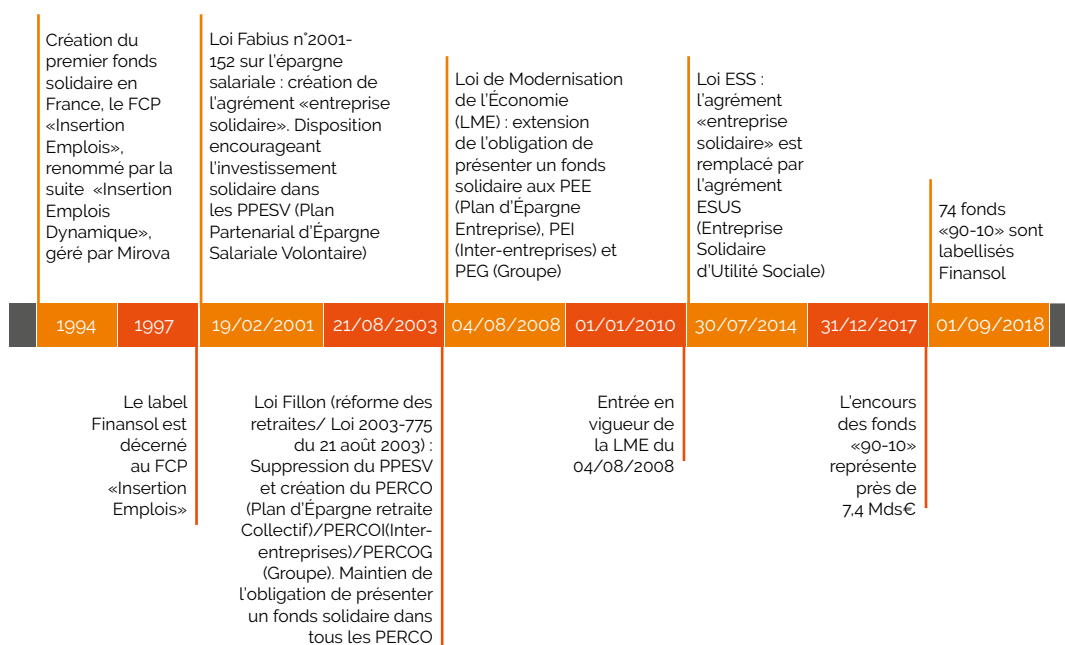 Création du
premier fonds
solidaire en
France, le FCP
«Insertion
Emplois»,
renommé par la
suite «Insertion
Emplois
Dynamique»,
géré par Mirova
Loi Fabius n°2001-
152 sur l'épargne
salariale : création de
l'agrément «entreprise
solidaire». Disposition
encourageant
l'investissement
solidaire dans
les PPESV (Plan
Partenarial d'Épargne
Salariale Volontaire)
Loi de Modernisation
de l'Économie
(LME) : extension
de l'obligation de
présenter un fonds
solidaire aux PEE
(Plan d'Épargne
Entreprise), PEI
(Inter-entreprises) et
PEG (Groupe)
Loi ESS :
l'agrément
«entreprise
solidaire» est
remplacé par
l'agrément
ESUS
(Entreprise
Solidaire
d'Utilité Sociale)
74 fonds
«90-10» sont
labellisés
Finansol
1994 1997 19/02/2001 21/08/2003 04/08/2008 01/01/2010 30/07/2014 31/12/2017 01/09/2018
Le label
Finansol est
décerné
au FCP
«Insertion
Emplois»
Loi Fillon (réforme des
retraites/ Loi 2003-775
du 21 août 2003) :
Suppression du PPESV
et création du PERCO
(Plan d'Épargne retraite
Collectif)/PERCOI(Inter-
entreprises)/PERCOG
(Groupe). Maintien de
l'obligation de présenter
un fonds solidaire dans
tous les PERCO
Entrée en
vigueur de
la LME du
04/08/2008
L'encours
des fonds
«90-10»
représente
près de
7,4 Mds€